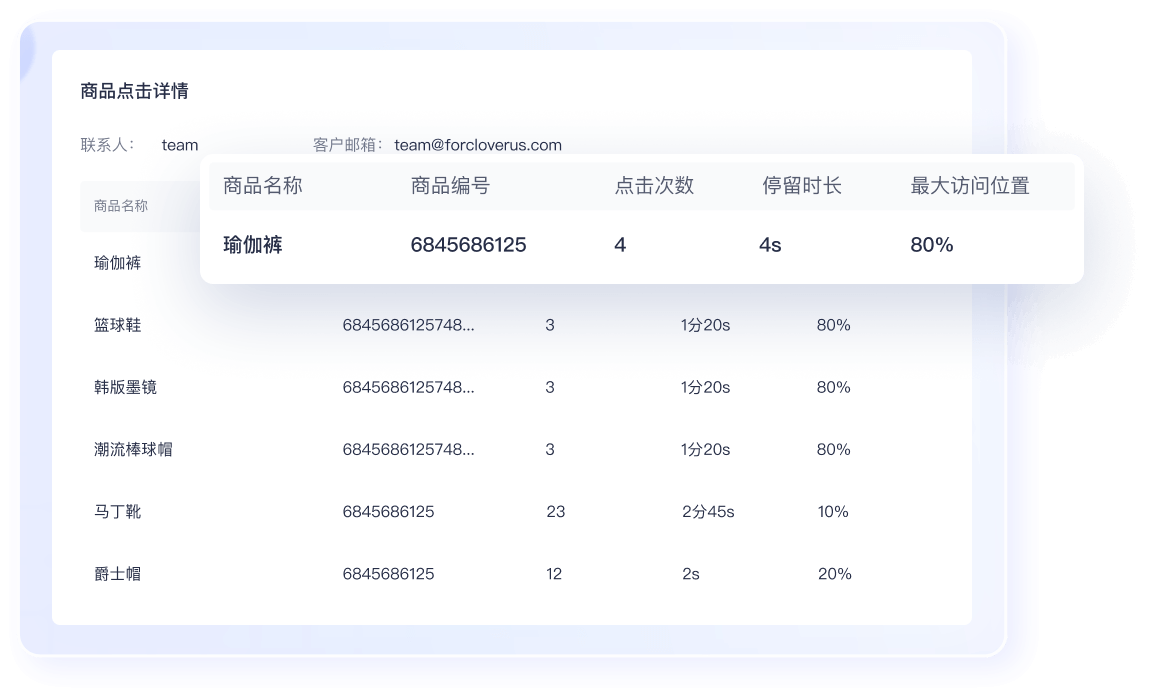 商品点击详情
联系人： team 客户邮箱： team@forcloverus.com
商品名称 商品编号 点击次数 停留时长 最大访问位置
商品名称
瑜伽裤 6845686125 4 4s 80%
瑜伽裤
篮球鞋 6845686125748... 3 1分20s 80%
韩版墨镜 6845686125748... 3 1分20s 80%
潮流棒球帽 6845686125748... 3 1分20s 80%
马丁靴 6845686125 23 2分45s 10%
爵士帽 6845686125 12 2s 20%